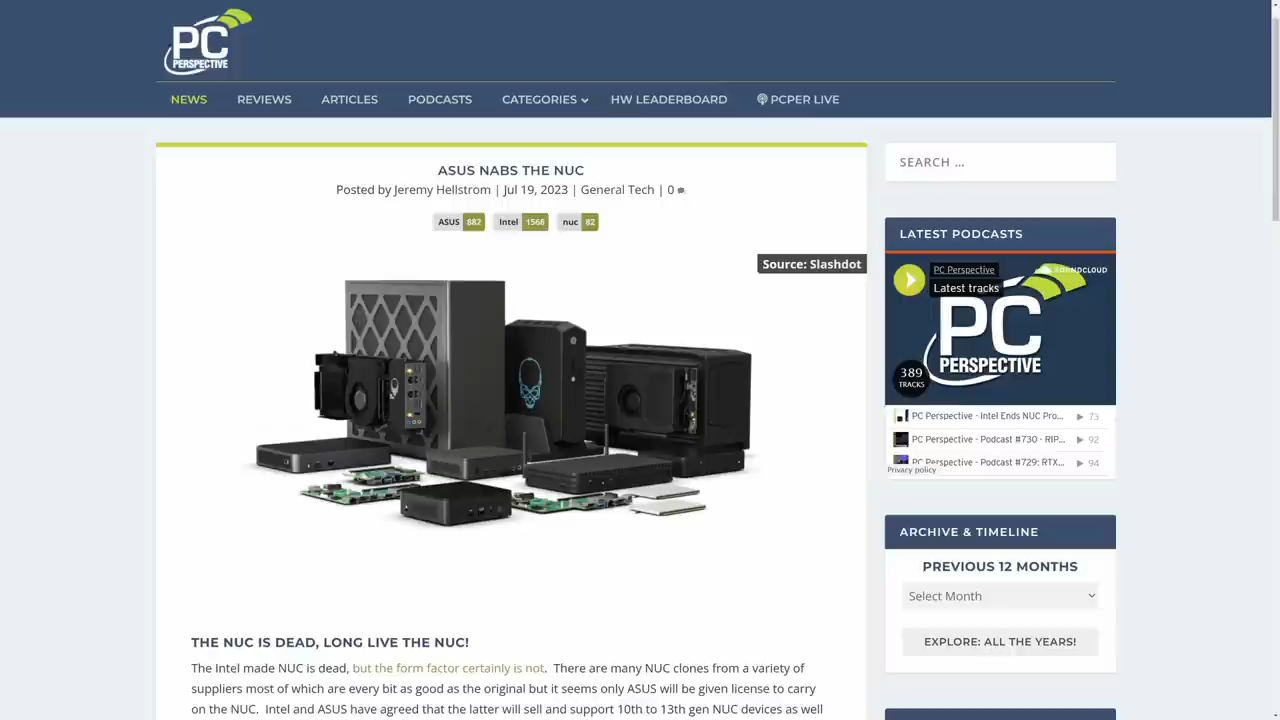 PC
PERSPECTIVE
NEWS REVIEWS ARTICLES PODCASTS CATEGORIES HW LEADERBOARD PCPER LIVE
ASUS NABS THE NUC
Posted by Jeremy Hellstrom | Jul 19, 2023 | General Tech | 0
ASUS 882 Intel 1568 nuc 82
Source: Slashdot
THE NUC IS DEAD, LONG LIVE THE NUC!
The Intel made NUC is dead, but the form factor certainly is not. There are many NUC clones from a variety of
suppliers most of which are every bit as good as the original but it seems only ASUS will be given license to carry
on the NUC. Intel and ASUS have agreed that the latter will sell and support 10th to 13th gen NUC devices as well
SEARCH ...
LATEST PODCASTS
PC Perspective
SOUNDCLOUD
Latest tracks
PC
PERSPECTIVE
389
TRACKS
PC Perspective - Intel Ends NUC Pro... 73
PC Perspective - Podcast #730 - RIP... 92
PC Perspective - Podcast #729: RTX... 94
Privacy policy
ARCHIVE & TIMELINE
PREVIOUS 12 MONTHS
Select Month
EXPLORE: ALL THE YEARS!